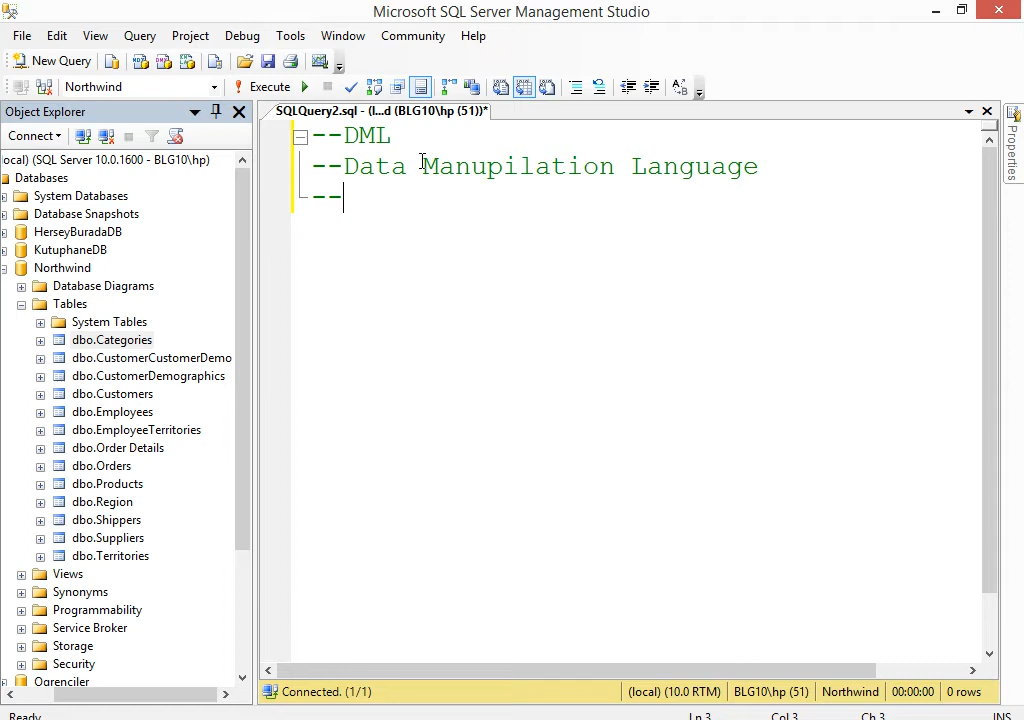 Microsoft SQL Server Management Studio
File Edit View Query Project Debug Tools Window Community Help
New Query
Northwind Execute
Object Explorer
SQLQuery2.sql - (l...d (BLG10\hp (51))*
Connect
ocal) (SQL Server 10.0.1600 - BLG10\hp)
Databases
System Databases
Database Snapshots
HerseyBuradaDB
KutuphaneDB
Northwind
Database Diagrams
Tables
System Tables
dbo.Categories
dbo.CustomerCustomerDemo
dbo.CustomerDemographics
dbo.Customers
dbo.Employees
dbo.EmployeeTerritories
dbo.Order Details
dbo.Orders
dbo.Products
dbo.Region
dbo.Shippers
dbo.Suppliers
dbo.Territories
Views
Synonyms
Programmability
Service Broker
Storage
Security
Ogrenciler
--DML
--Data Manupilation Language
--
Properties
Connected. (1/1) (local) (10.0 RTM) BLG10\hp (51) Northwind 00:00:00 0 rows
Ready Ln 3 Col 3 Ch 3 INS